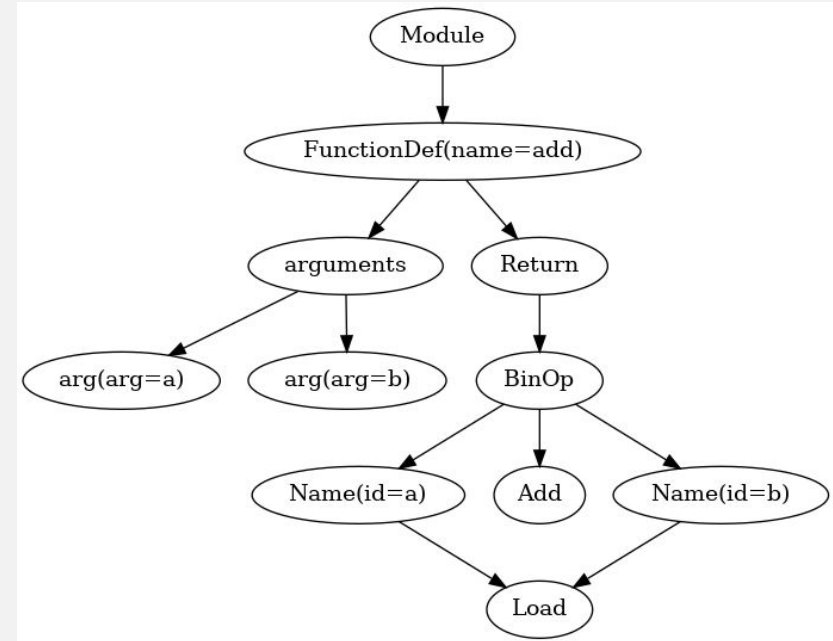 Module
FunctionDef(name=add)
arguments
Return
arg(arg=a)
arg(arg=b)
BinOp
Name(id=a)
Add
Name(id=b)
Load